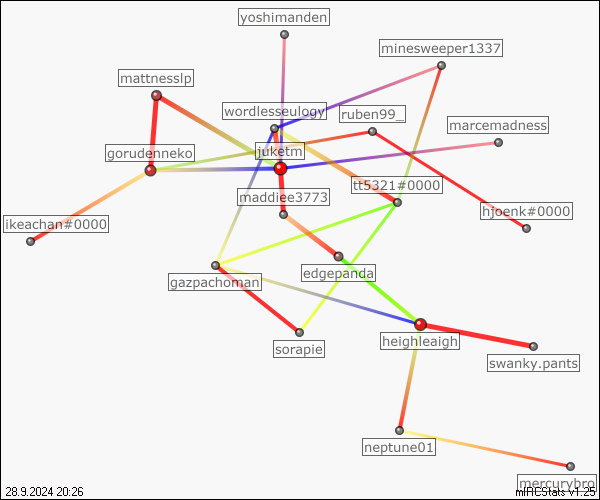 yoshimanden
minesweeper1337
mattnesslp
wordlesseulogy
ruben99_
marcemadness
gorudenneko
juketm
tt5321#0000
maddiee3773
hjoenk#0000
ikeachan#0000
edgepanda
gazpachoman
heighleaigh
sorapie
swanky.pants
neptune01
mercurybro
28.9.2024 20:26
mIRCStats v1.25